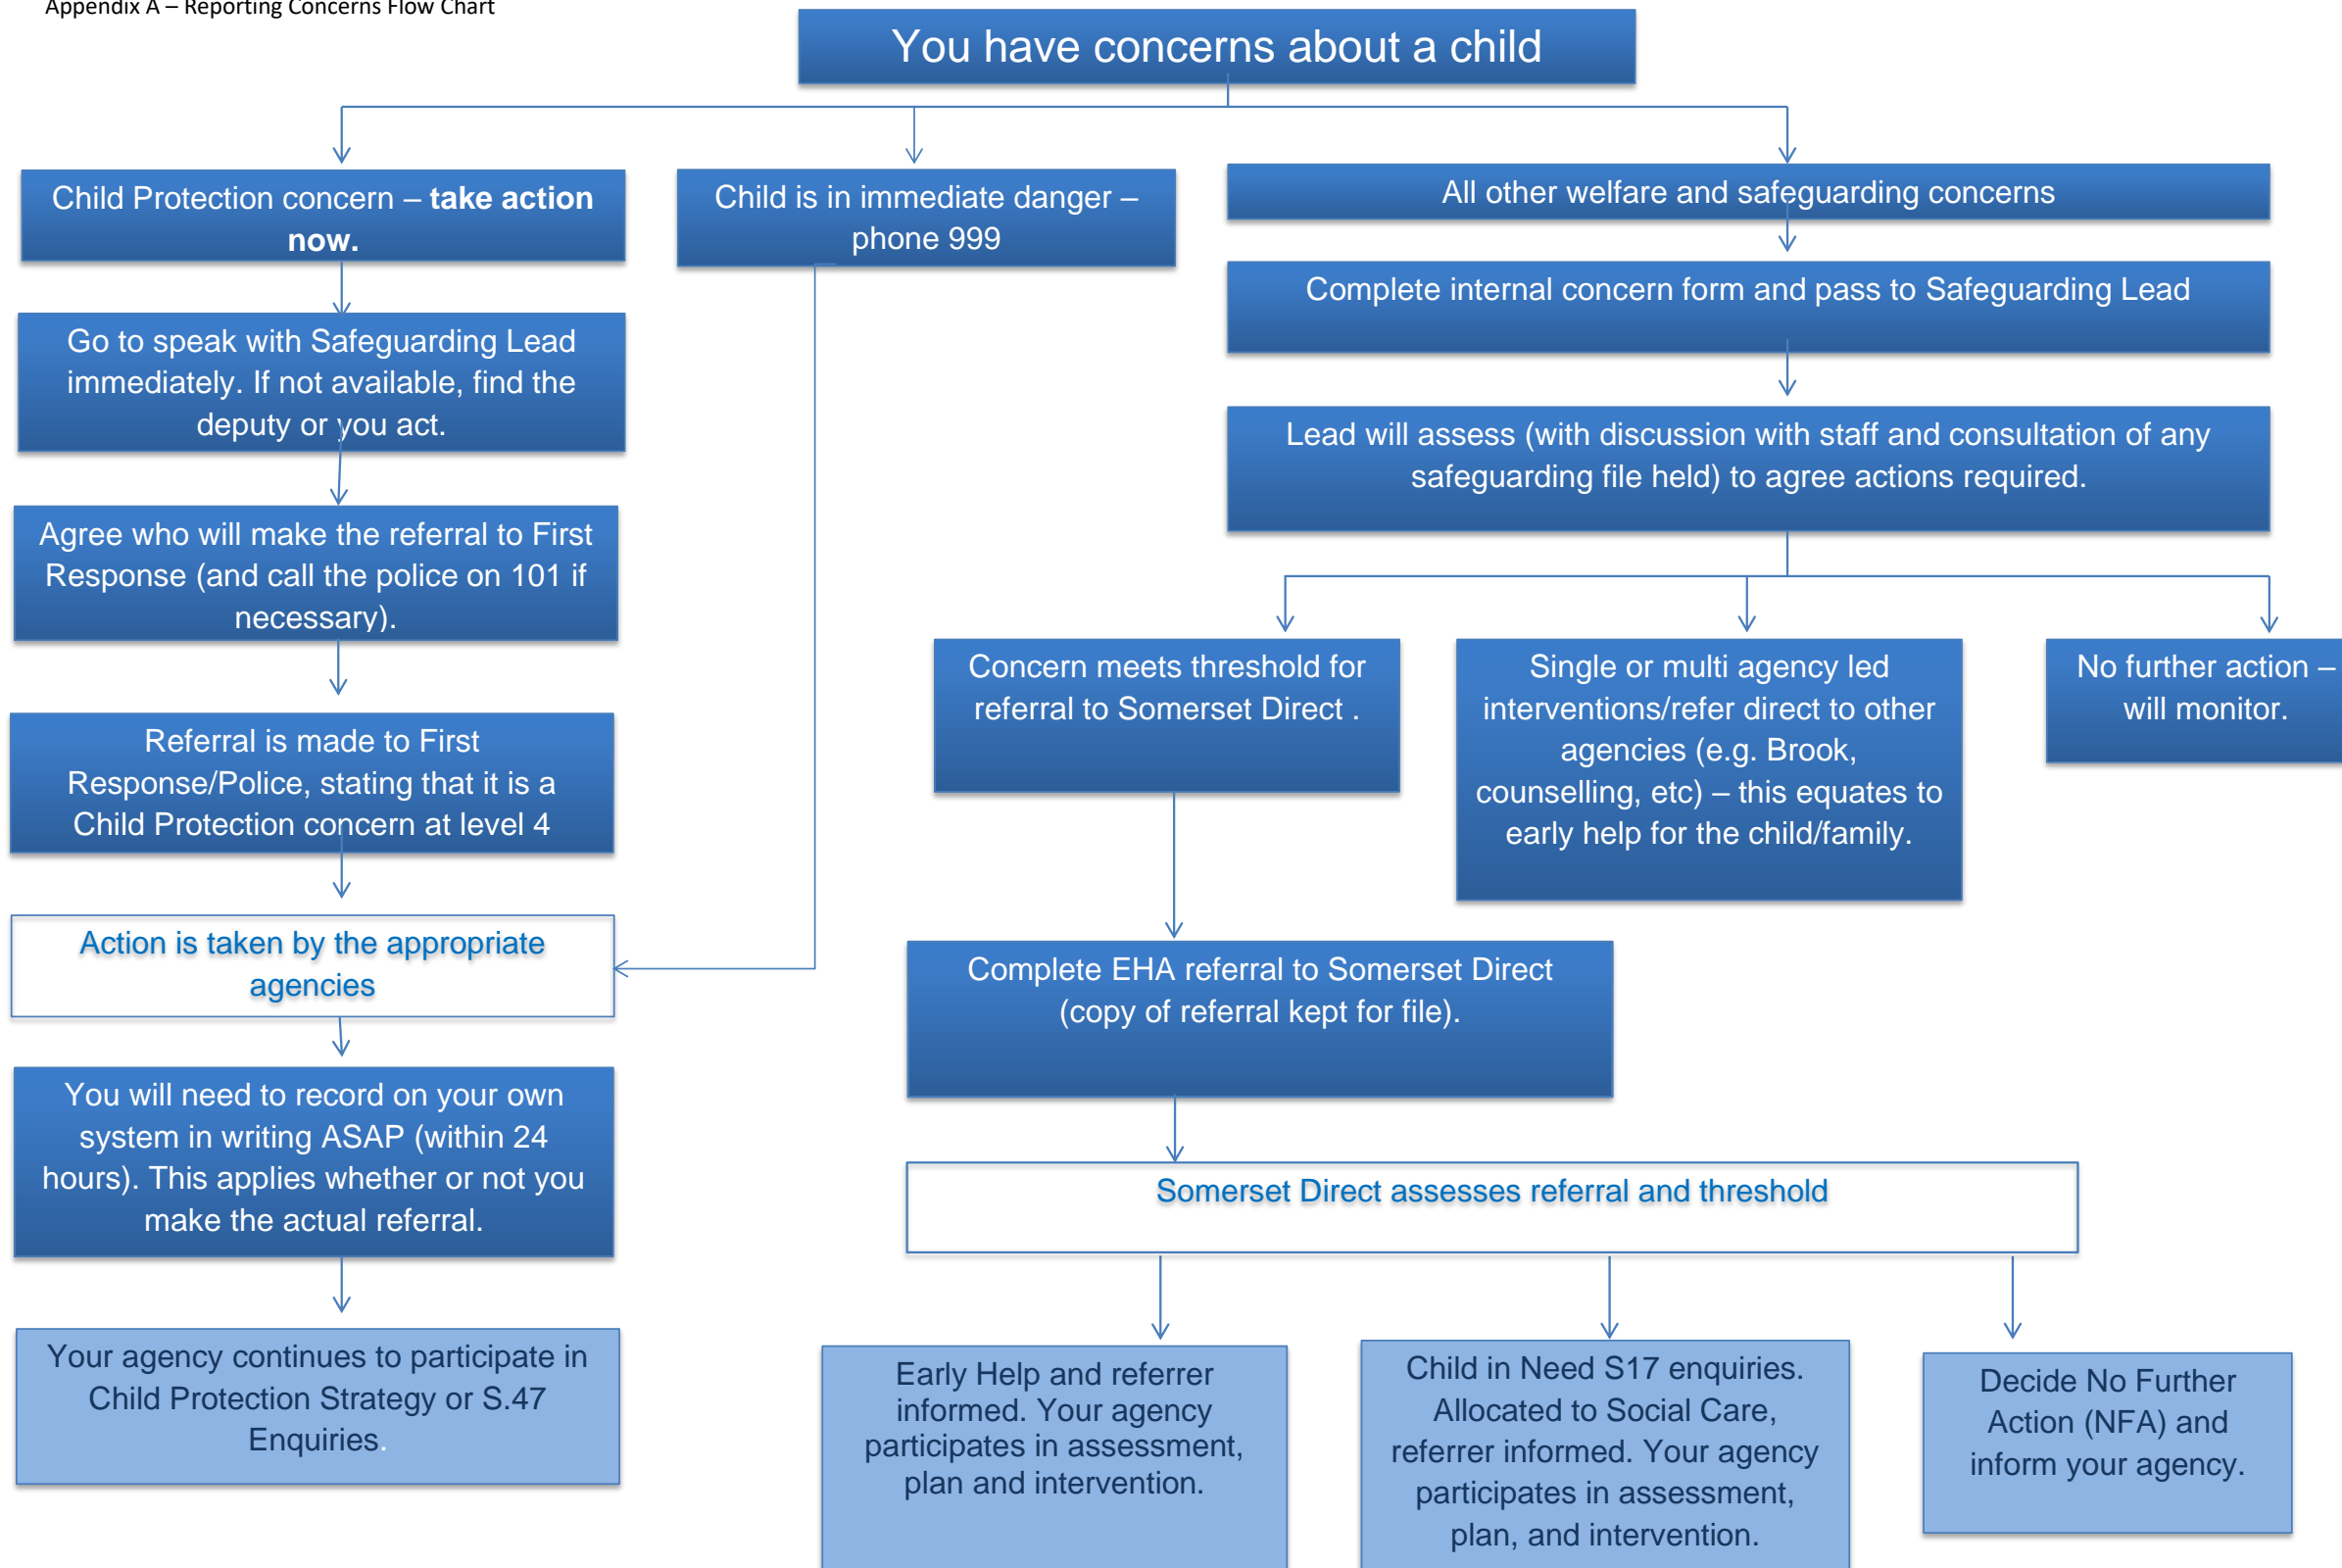 Appendix A – Reporting Concerns Flow Chart
You have concerns about a child
Child Protection concern – take action
now.
Child is in immediate danger –
phone 999
All other welfare and safeguarding concerns
Go to speak with Safeguarding Lead
immediately. If not available, find the
deputy or you act.
Complete internal concern form and pass to Safeguarding Lead
Lead will assess (with discussion with staff and consultation of any
safeguarding file held) to agree actions required.
Agree who will make the referral to First
Response (and call the police on 101 if
necessary).
Concern meets threshold for
referral to Somerset Direct .
Single or multi agency led
interventions/refer direct to other
agencies (e.g. Brook,
counselling, etc) – this equates to
early help for the child/family.
No further action –
will monitor.
Referral is made to First
Response/Police, stating that it is a
Child Protection concern at level 4
Action is taken by the appropriate
agencies
Complete EHA referral to Somerset Direct
(copy of referral kept for file).
You will need to record on your own
system in writing ASAP (within 24
hours). This applies whether or not you
make the actual referral.
Somerset Direct assesses referral and threshold
Your agency continues to participate in
Child Protection Strategy or S.47
Enquiries.
Early Help and referrer
informed. Your agency
participates in assessment,
plan and intervention.
Child in Need S17 enquiries.
Allocated to Social Care,
referrer informed. Your agency
participates in assessment,
plan, and intervention.
Decide No Further
Action (NFA) and
inform your agency.